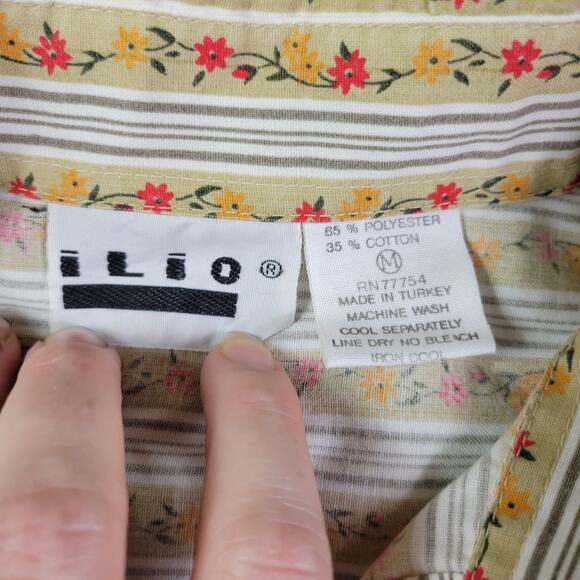 ilio ®
65 % POLYESTER
35 % COTTON
M
RN77754
MADE IN TURKEY
MACHINE WASH
COOL SEPARATELY
LINE DRY NO BLEACH
IRON COOL